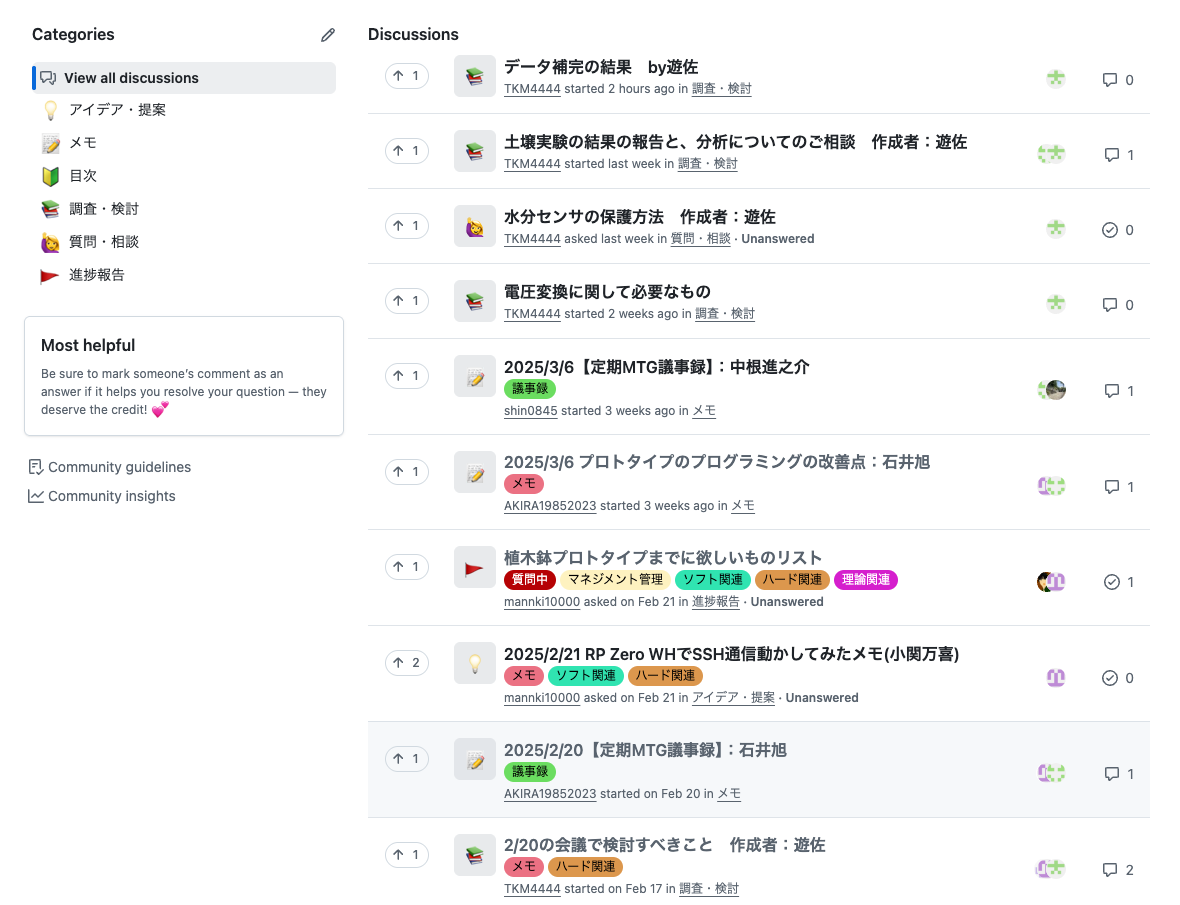 Categories
View all discussions
アイデア・提案
メモ
目次
調査・検討
質問・相談
進捗報告
Most helpful
Be sure to mark someone’s comment as an
answer if it helps you resolve your question — they
deserve the credit! 💕
Community guidelines
Community insights
Discussions
1
データ補完の結果　by遊佐
TKM4444 started 2 hours ago in 調査・検討
0
1
土壌実験の結果の報告と、分析についてのご相談　作成者：遊佐
TKM4444 started last week in 調査・検討
1
1
水分センサの保護方法　作成者：遊佐
TKM4444 asked last week in 質問・相談 · Unanswered
0
1
電圧変換に関して必要なもの
TKM4444 started 2 weeks ago in 調査・検討
0
1
2025/3/6【定期MTG議事録】：中根進之介
議事録
shin0845 started 3 weeks ago in メモ
1
1
2025/3/6 プロトタイプのプログラミングの改善点：石井旭
メモ
AKIRA19852023 started 3 weeks ago in メモ
1
1
植木鉢プロトタイプまでに欲しいものリスト
質問中 マネジメント管理 ソフト関連 ハード関連 理論関連
mannki10000 asked on Feb 21 in 進捗報告 · Unanswered
1
2
2025/2/21 RP Zero WHでSSH通信動かしてみたメモ(小関万喜)
メモ ソフト関連 ハード関連
mannki10000 asked on Feb 21 in アイデア・提案 · Unanswered
0
1
2025/2/20【定期MTG議事録】：石井旭
議事録
AKIRA19852023 started on Feb 20 in メモ
1
1
2/20の会議で検討すべきこと　作成者：遊佐
メモ ハード関連
TKM4444 started on Feb 17 in 調査・検討
2